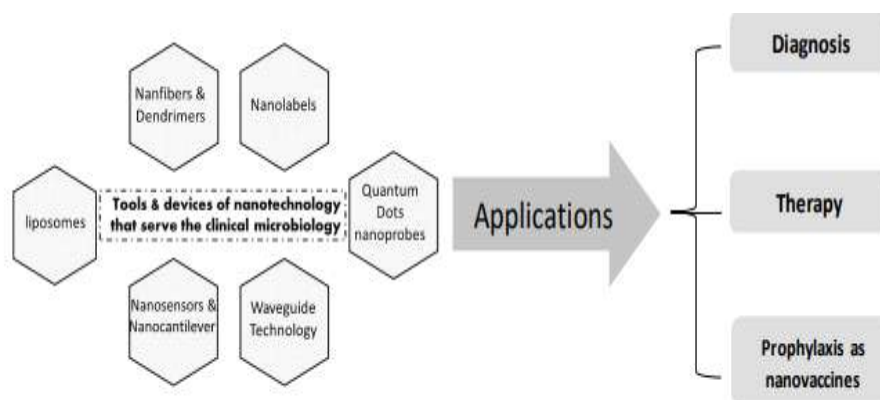 Nanfibers &
Dendrimers
Nanolabels
liposomes
Tools & devices of nanotechnology
that serve the clinical microbiology
Quantum
Dots
nanoprobes
Nanosensors &
Nanocantilever
Waveguide
Technology
Applications
Diagnosis
Therapy
Prophylaxis as
nanovaccines